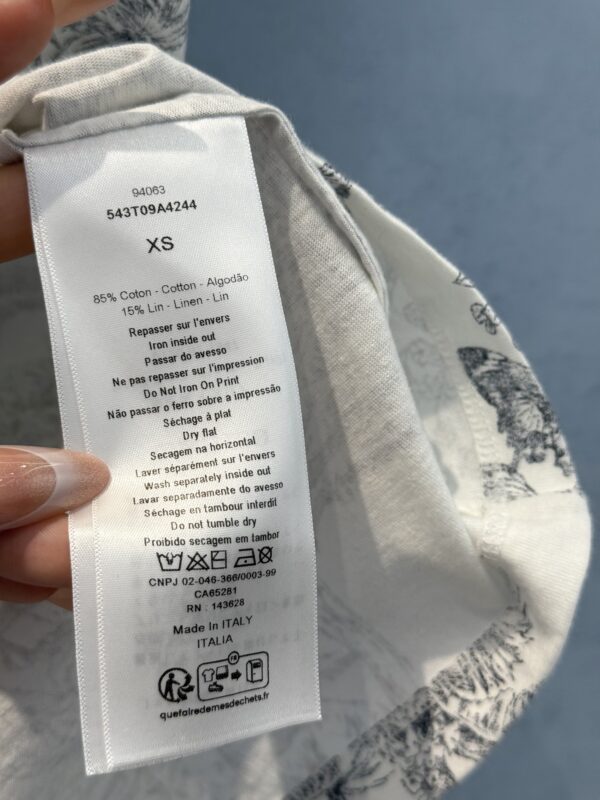 94063
543T09A4244
XS
85% Coton - Cotton - Algodão
15% Lin - Linen - Lin
Repasser sur l'envers
Iron inside out
Passar do avesso
Ne pas repasser sur l'impression
Do Not Iron On Print
Não passar o ferro sobre a impressão
Séchage à plat
Dry flat
Secagem na horizontal
Laver séparément sur l'envers
Wash separately inside out
Lavar separadamente do avesso
Séchage en tambour interdit
Do not tumble dry
Proibido secagem em tambor
CNPJ 02-046-366/0003-99
CA65281
RN : 143628
Made In ITALY
ITALIA
FR
quefairedemesdechets.fr